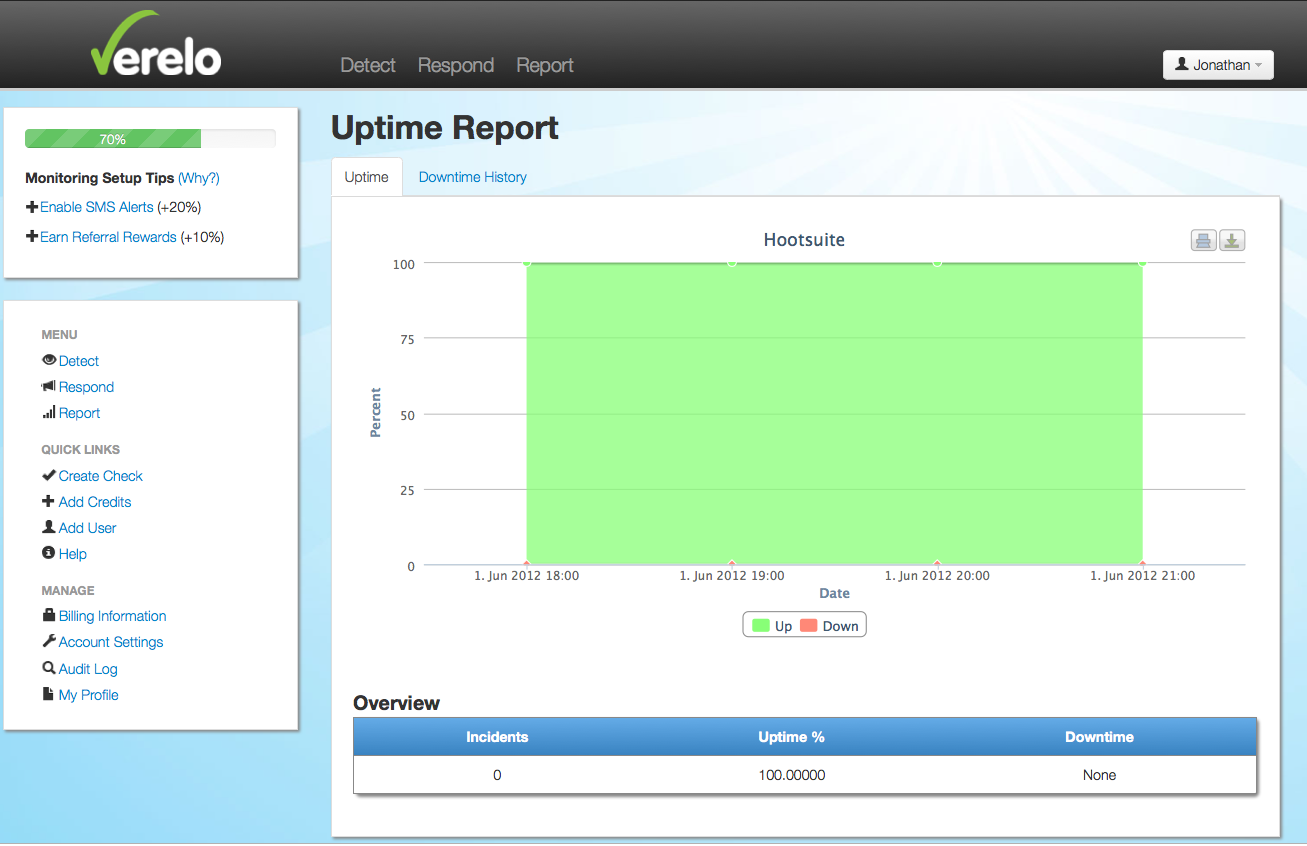 Verelo
Detect Respond Report
Jonathan
70%
Monitoring Setup Tips (Why?)
Enable SMS Alerts (+20%)
Earn Referral Rewards (+10%)
MENU
Detect
Respond
Report
QUICK LINKS
Create Check
Add Credits
Add User
Help
MANAGE
Billing Information
Account Settings
Audit Log
My Profile
Uptime Report
Uptime Downtime History
Hootsuite
100
75
50
25
0
Percent
1. Jun 2012 18:00 1. Jun 2012 19:00 1. Jun 2012 20:00 1. Jun 2012 21:00
Date
Up Down
Overview
Incidents Uptime % Downtime
0 100.00000 None